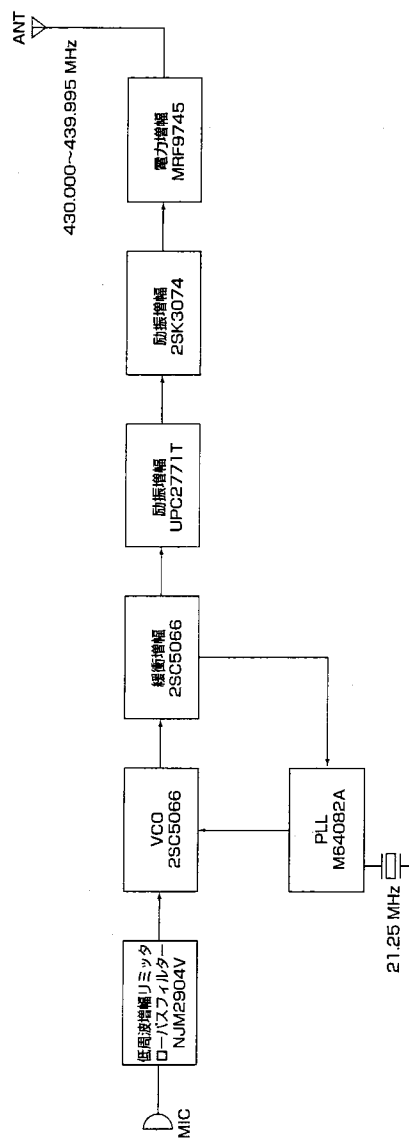 MIC
低周波増幅リミッタ
ローパスフィルター
NJM2904V
VCO
2SC5066
緩衝増幅
2SC5066
励振増幅
UPC2771T
励振増幅
2SK3074
電力増幅
MRF9745
ANT
430.000～439.995 MHz
PLL
M64082A
21.25 MHz